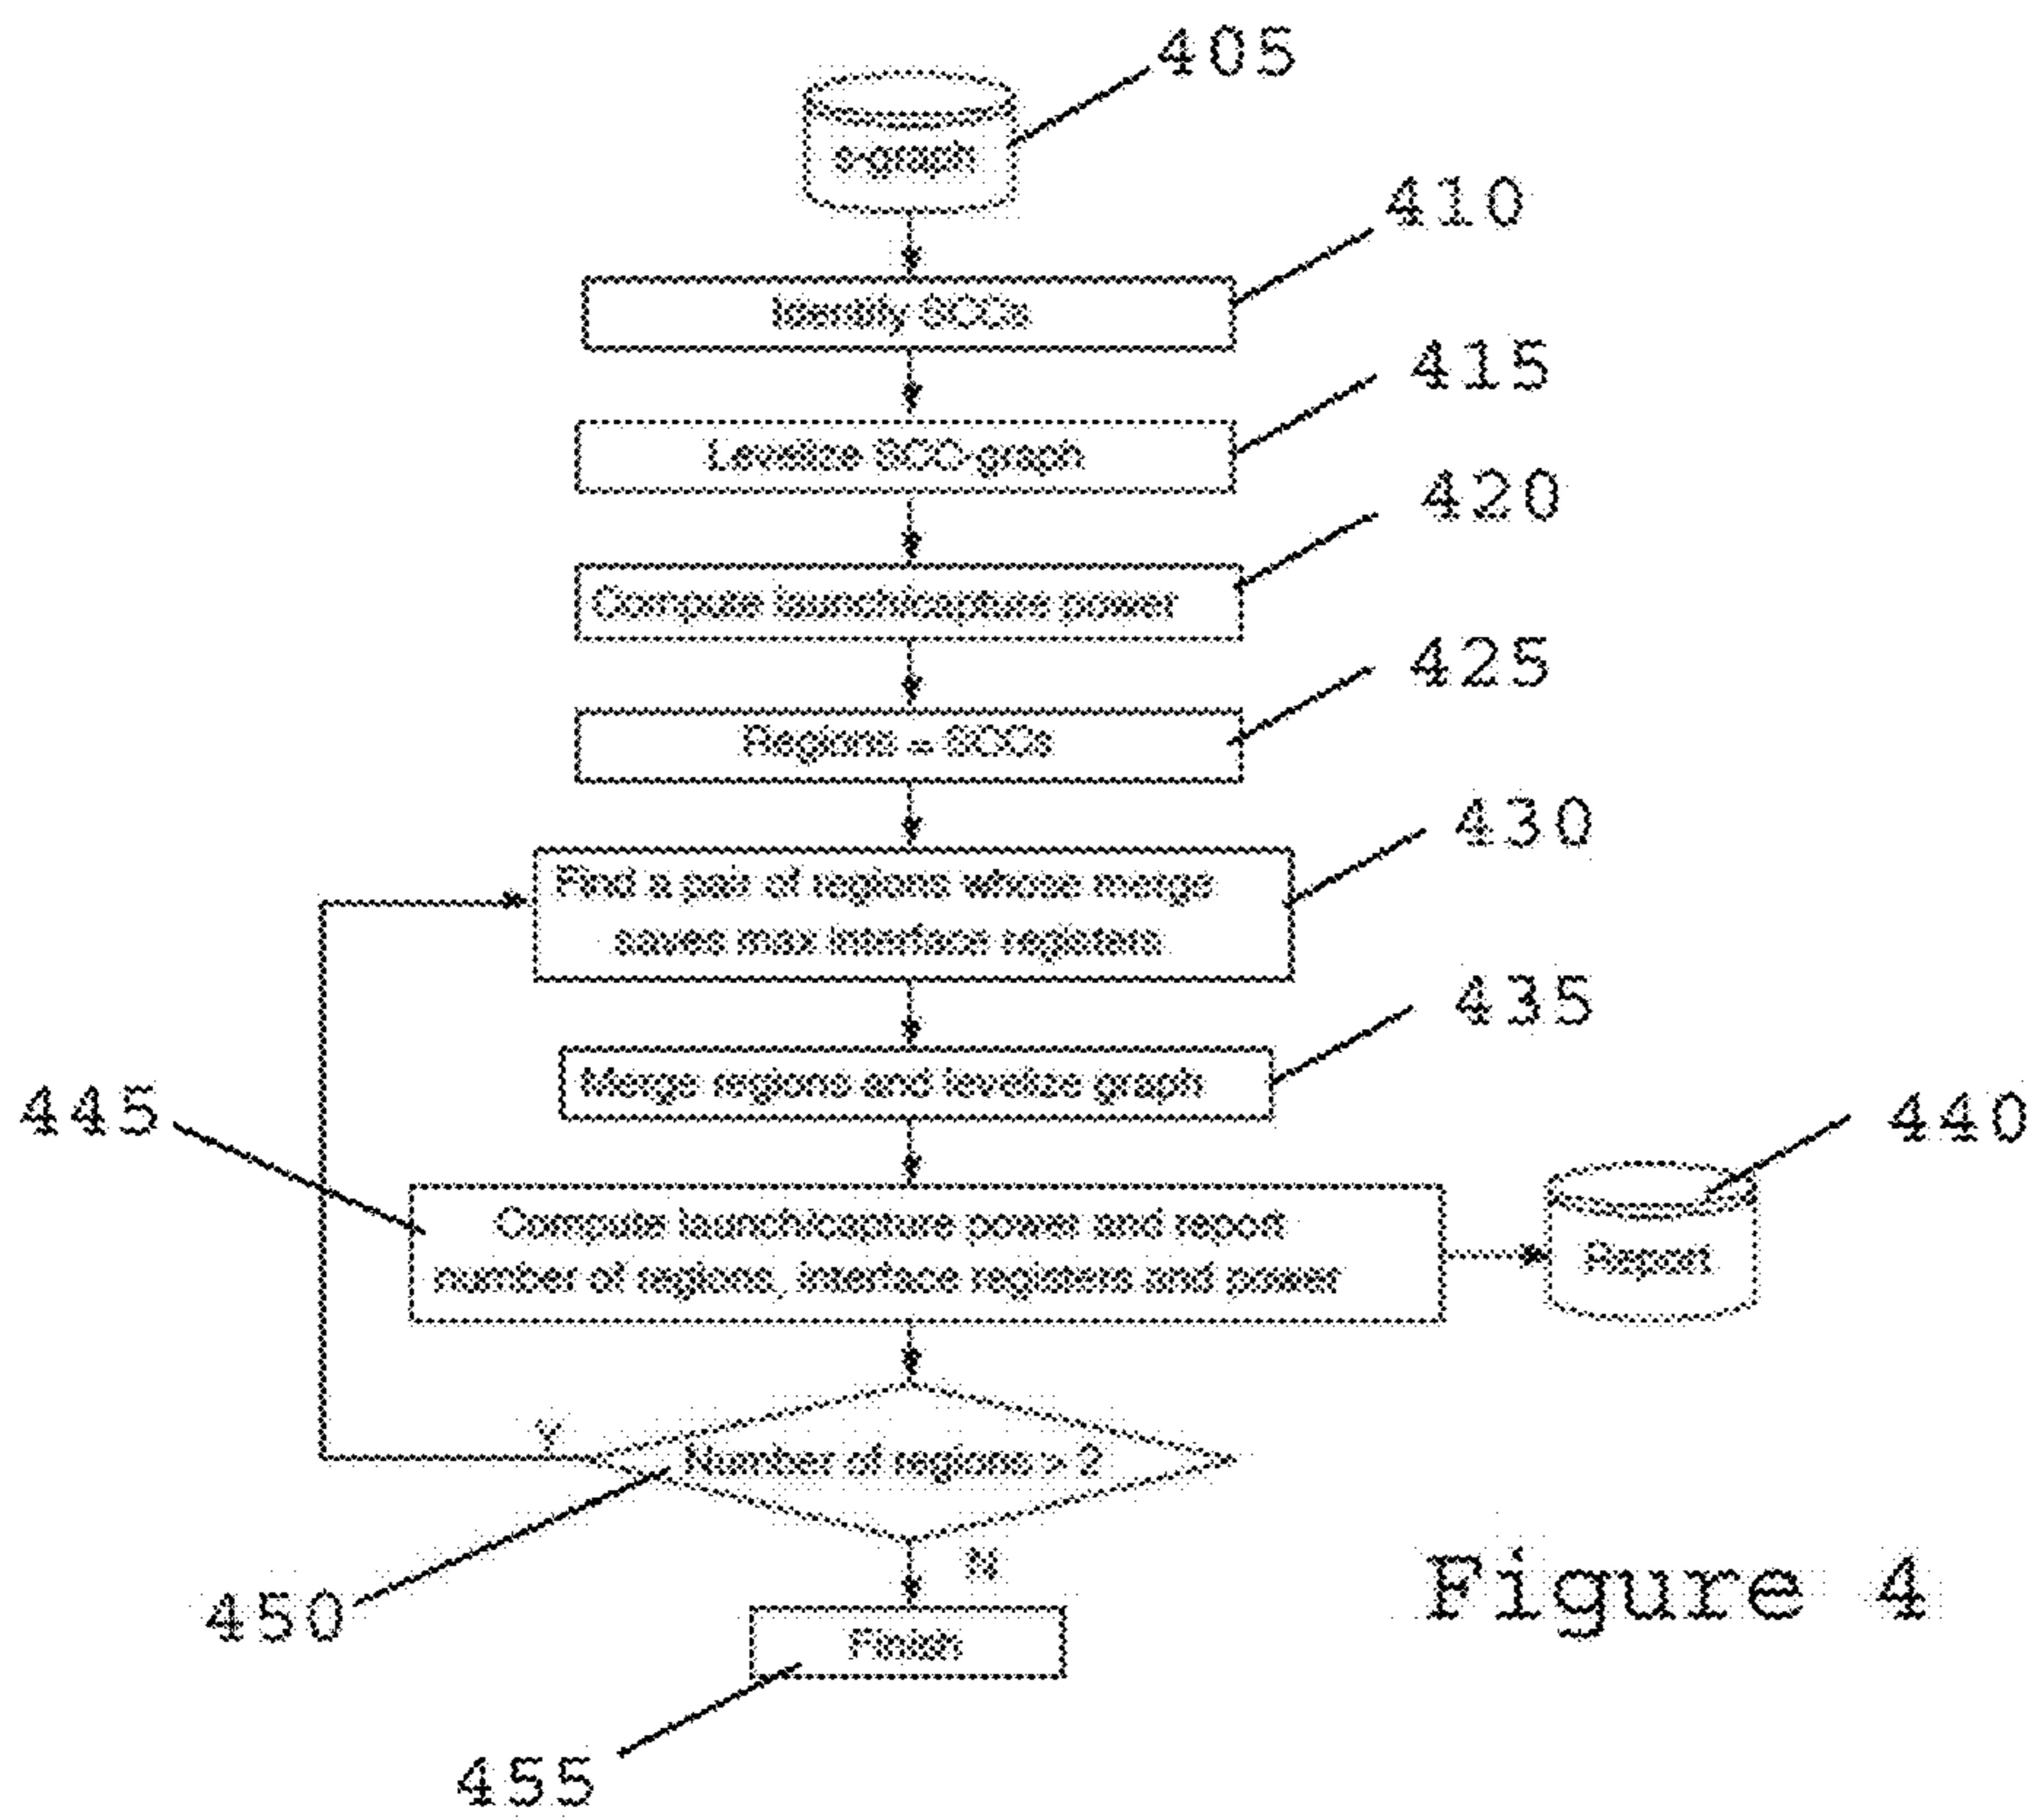 405
s-graph
410
Identify SCCs
415
Levelize SCC-graph
420
Compute launch/capture power
425
Regions = SCCs
430
Find a pair of regions whose merge
saves max interface registers
435
Merge regions and levelize graph
445
440
Compute launch/capture power and report
number of regions, interface registers and power
Report
Y
Number of regions > 2
450
N
Figure 4
Finish
455